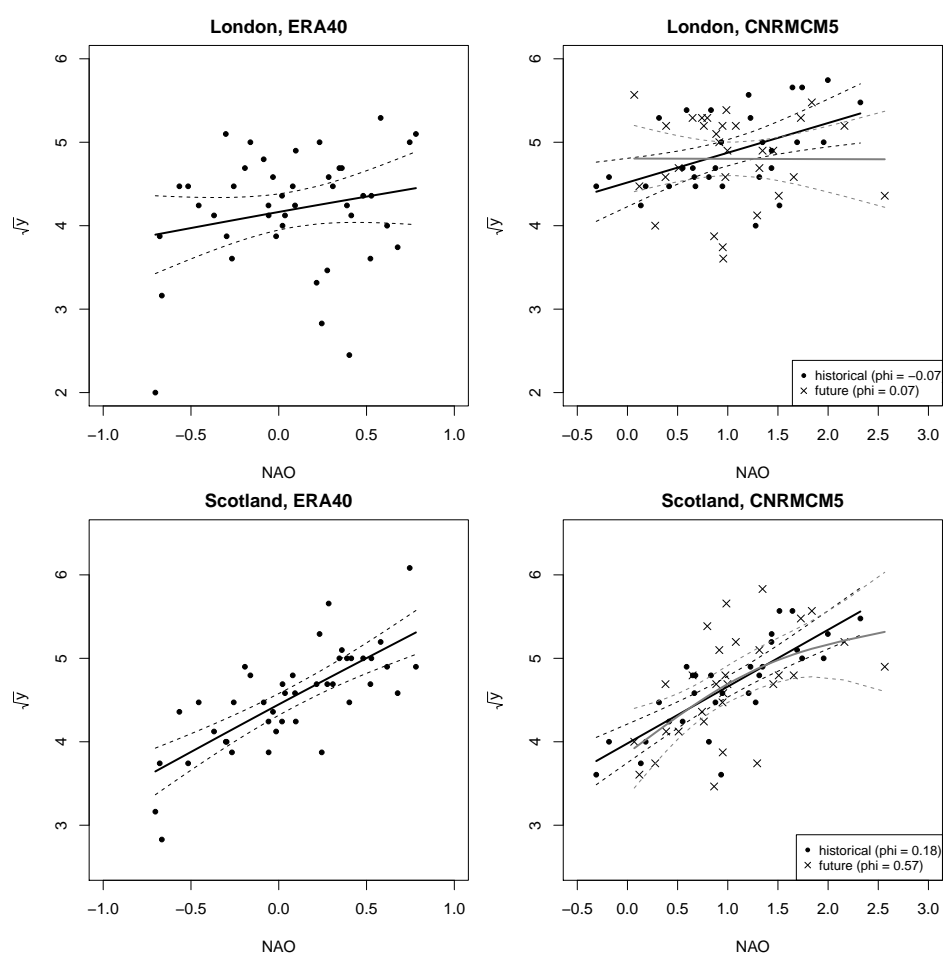 London, ERA40
London, CNRMCM5
6
5
4
3
2
√y
−1.0 −0.5 0.0 0.5 1.0
NAO
6
5
4
3
2
√y
historical (phi = −0.07
future (phi = 0.07)
−0.5 0.0 0.5 1.0 1.5 2.0 2.5 3.0
NAO
Scotland, ERA40
Scotland, CNRMCM5
6
5
4
3
√y
−1.0 −0.5 0.0 0.5 1.0
NAO
6
5
4
3
√y
historical (phi = 0.18)
future (phi = 0.57)
−0.5 0.0 0.5 1.0 1.5 2.0 2.5 3.0
NAO